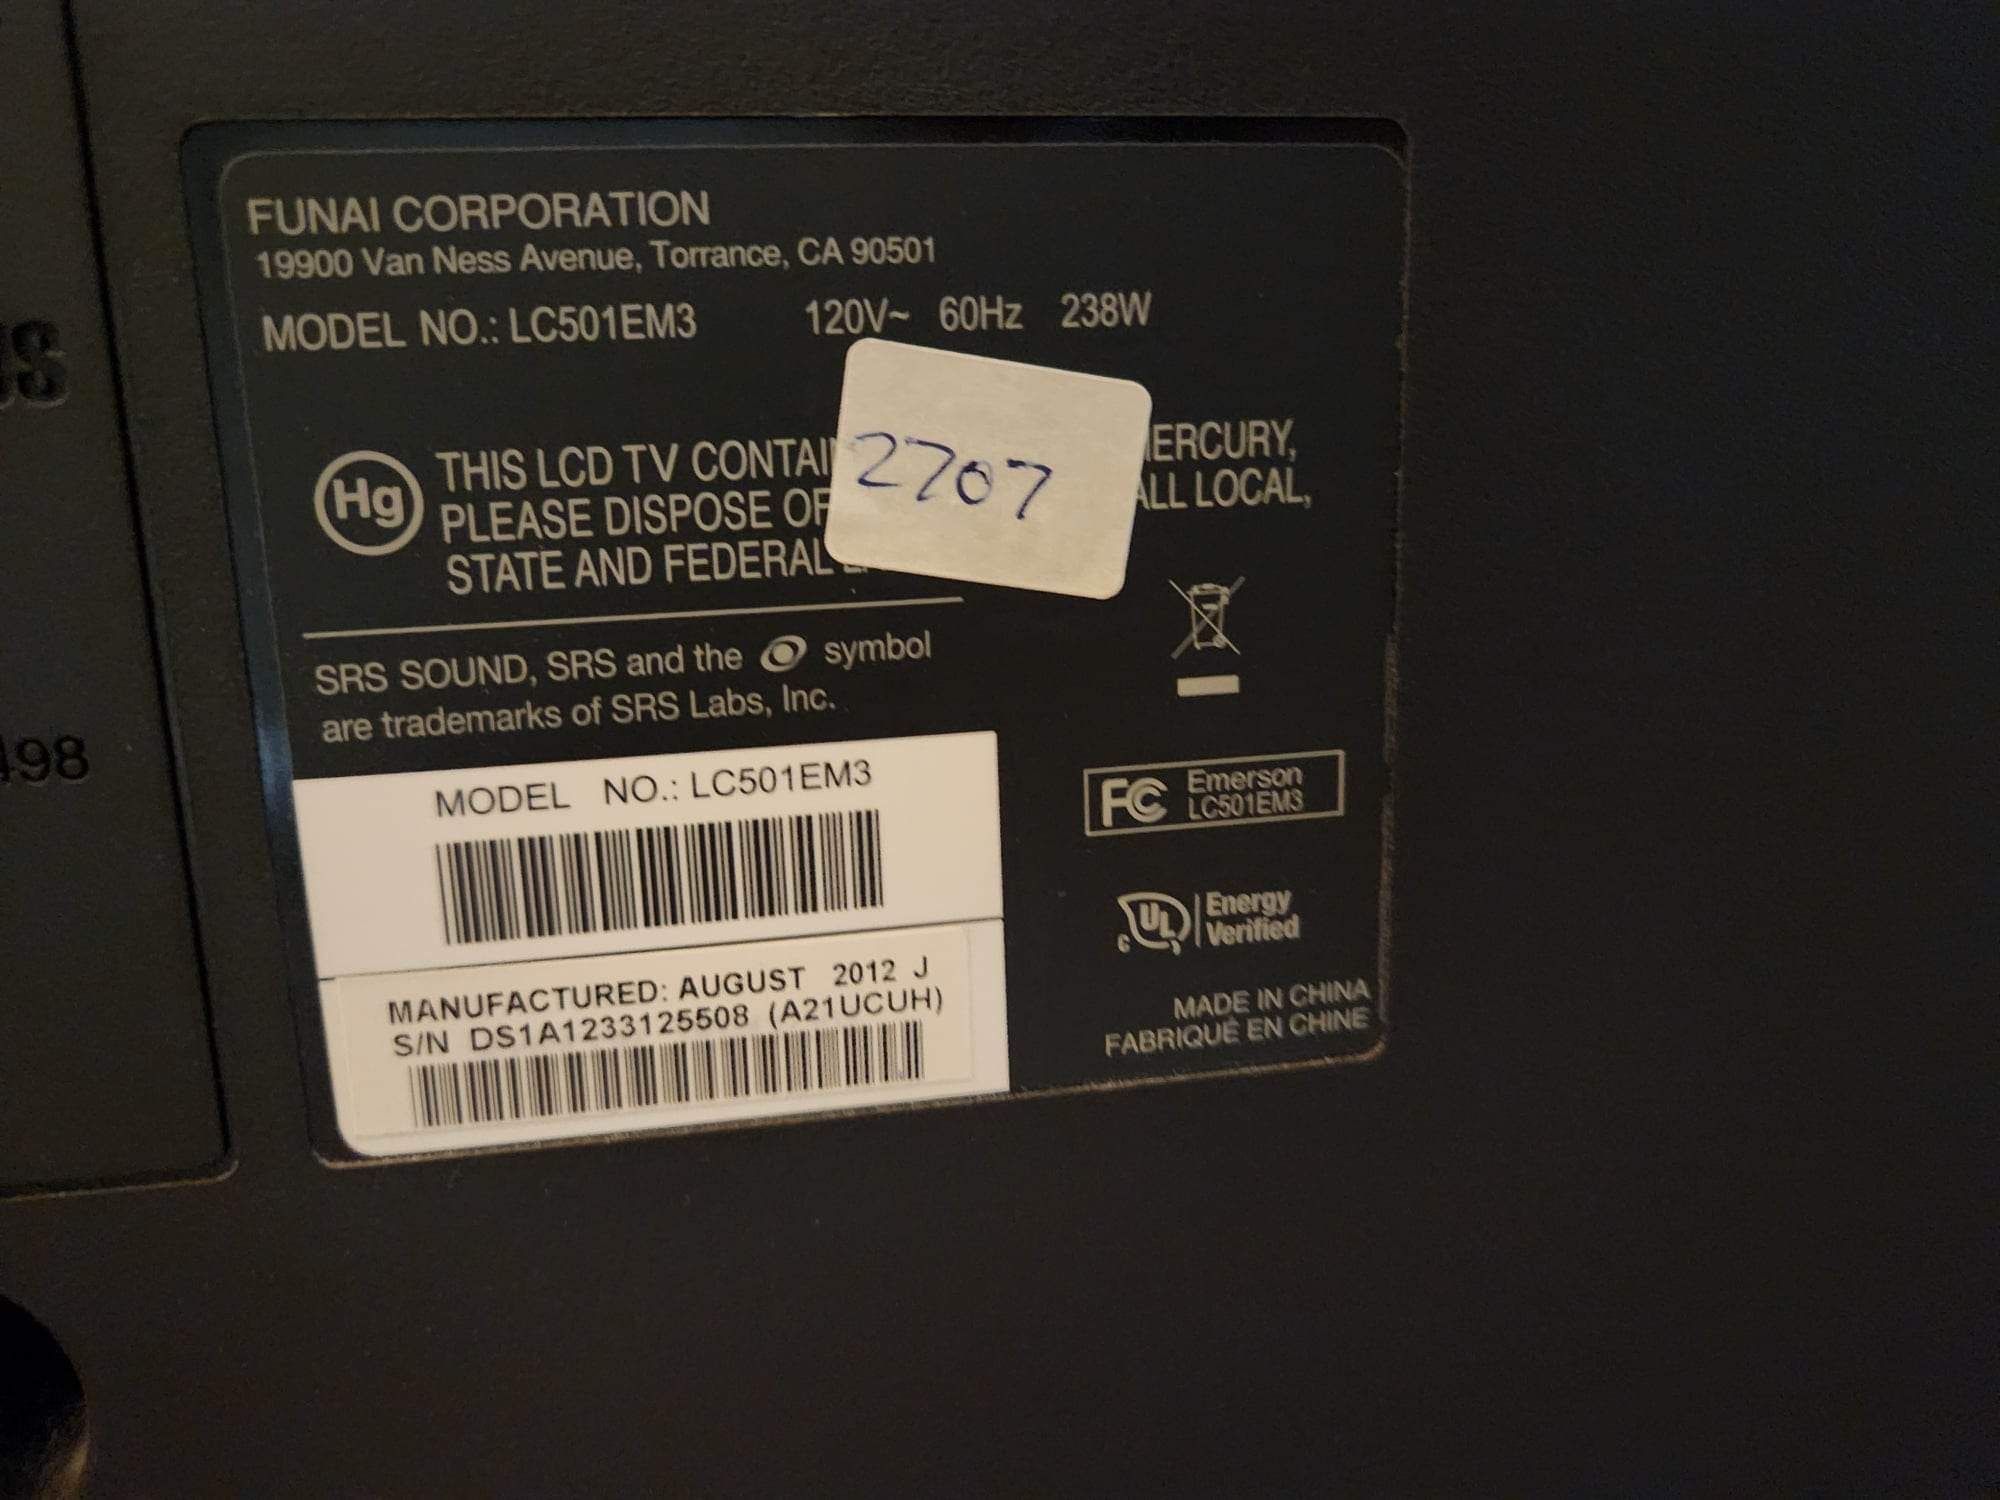 FUNAI CORPORATION
19900 Van Ness Avenue, Torrance, CA 90501
MODEL NO.: LC501EM3 120V~ 60Hz 238W
Hg
THIS LCD TV CONTAI ERCURY,
PLEASE DISPOSE OF ALL LOCAL,
STATE AND FEDERAL
2707
SRS SOUND, SRS and the symbol
are trademarks of SRS Labs, Inc.
MODEL NO.: LC501EM3
FC Emerson
LC501EM3
c UL Energy
Verified
MANUFACTURED: AUGUST 2012 J
S/N DS1A1233125508 (A21UCUH)
MADE IN CHINA
FABRIQUÉ EN CHINE
98